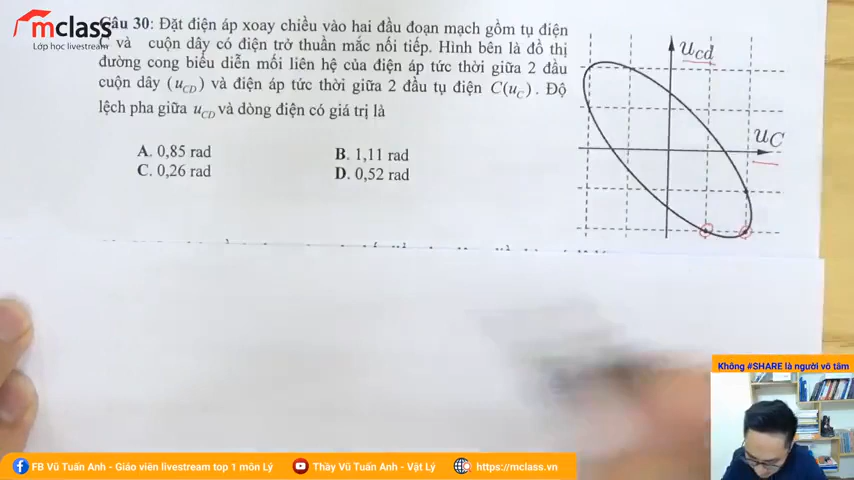 mclass
Lớp học livestream
Câu 30: Đặt điện áp xoay chiều vào hai đầu đoạn mạch gồm tụ điện
C và cuộn dây có điện trở thuần mắc nối tiếp. Hình bên là đồ thị
đường cong biểu diễn mối liên hệ của điện áp tức thời giữa 2 đầu
cuộn dây (u_CD) và điện áp tức thời giữa 2 đầu tụ điện C(u_C). Độ
lệch pha giữa u_CD và dòng điện có giá trị là
A. 0,85 rad
B. 1,11 rad
C. 0,26 rad
D. 0,52 rad
u_cd
u_C
Không #SHARE là người vô tâm
FB Vũ Tuấn Anh - Giáo viên livestream top 1 môn Lý
Thầy Vũ Tuấn Anh - Vật Lý
https://mclass.vn